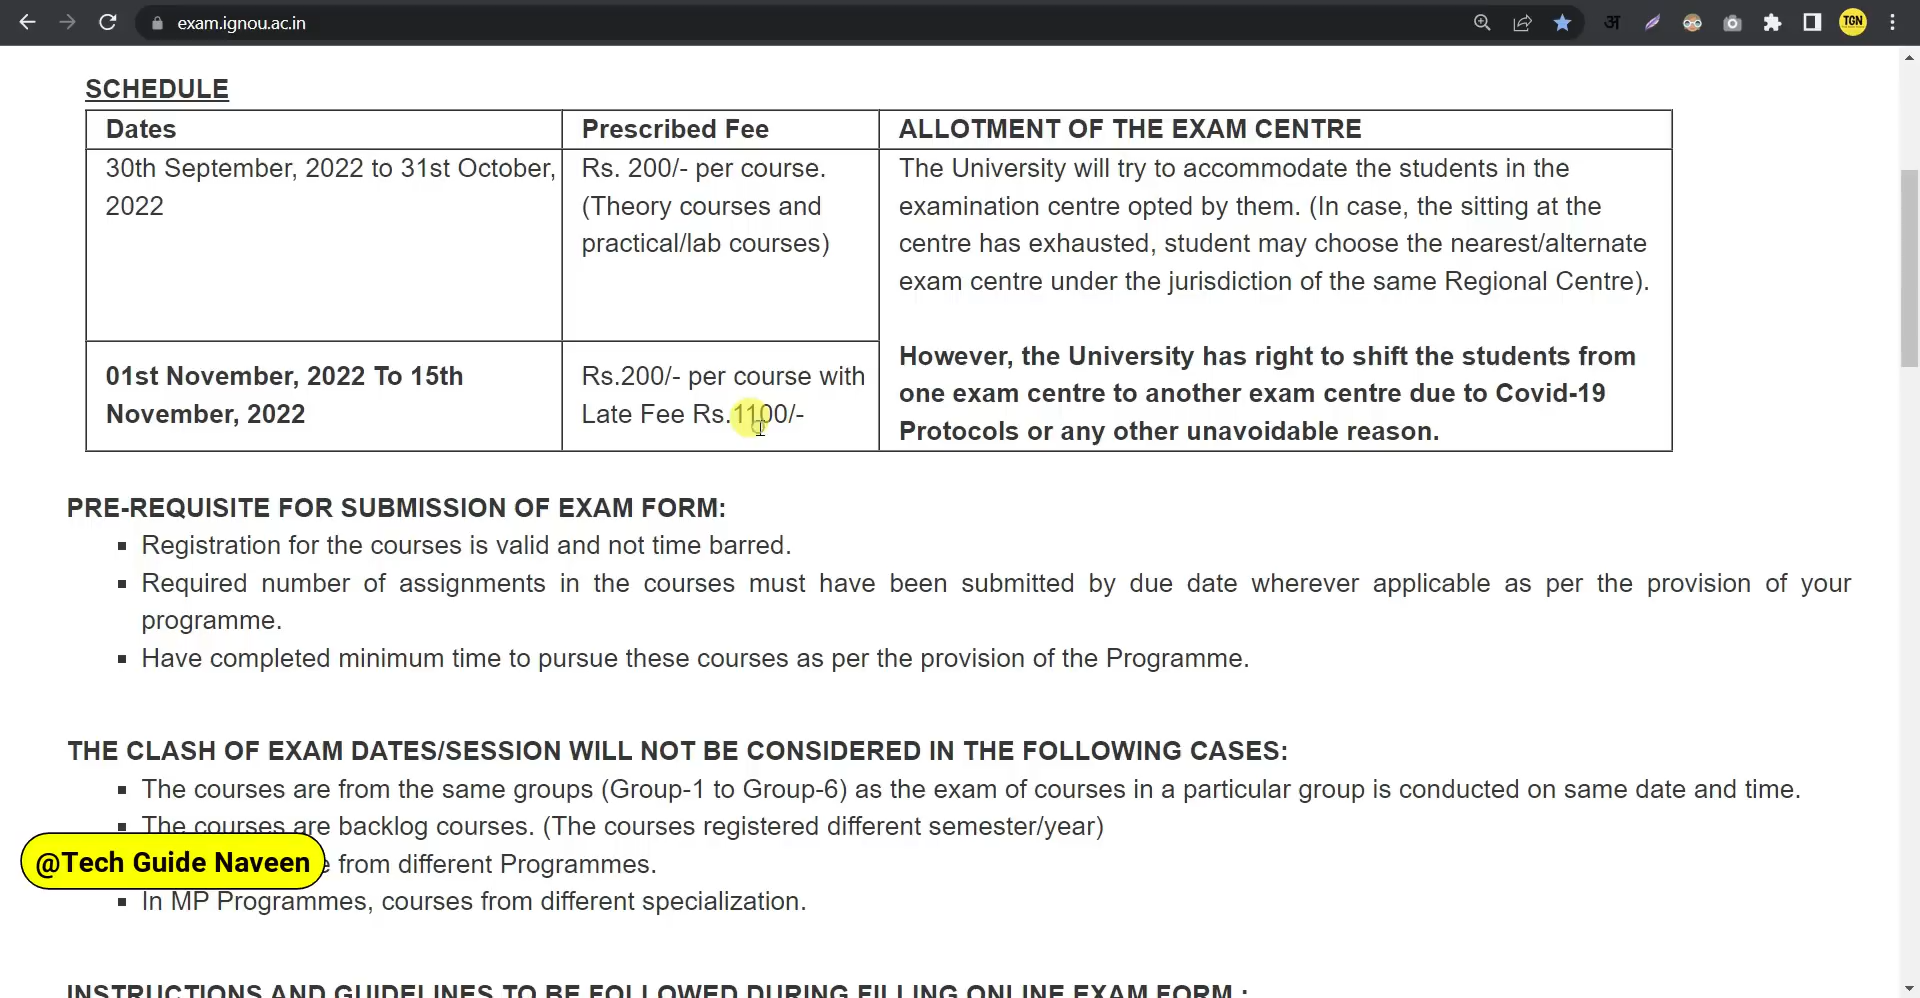 exam.ignou.ac.in
अ
TGN
SCHEDULE
Dates
Prescribed Fee
ALLOTMENT OF THE EXAM CENTRE
30th September, 2022 to 31st October,
2022
Rs. 200/- per course.
(Theory courses and
practical/lab courses)
The University will try to accommodate the students in the
examination centre opted by them. (In case, the sitting at the
centre has exhausted, student may choose the nearest/alternate
exam centre under the jurisdiction of the same Regional Centre).
However, the University has right to shift the students from
one exam centre to another exam centre due to Covid-19
Protocols or any other unavoidable reason.
01st November, 2022 To 15th
November, 2022
Rs.200/- per course with
Late Fee Rs.1100/-
PRE-REQUISITE FOR SUBMISSION OF EXAM FORM:
Registration for the courses is valid and not time barred.
Required number of assignments in the courses must have been submitted by due date wherever applicable as per the provision of your
programme.
Have completed minimum time to pursue these courses as per the provision of the Programme.
THE CLASH OF EXAM DATES/SESSION WILL NOT BE CONSIDERED IN THE FOLLOWING CASES:
The courses are from the same groups (Group-1 to Group-6) as the exam of courses in a particular group is conducted on same date and time.
The courses are backlog courses. (The courses registered different semester/year)
@Tech Guide Naveen
from different Programmes.
In MP Programmes, courses from different specialization.
INSTRUCTIONS AND GUIDELINES TO BE FOLLOWED DURING FILLING ONLINE EXAM FORM :